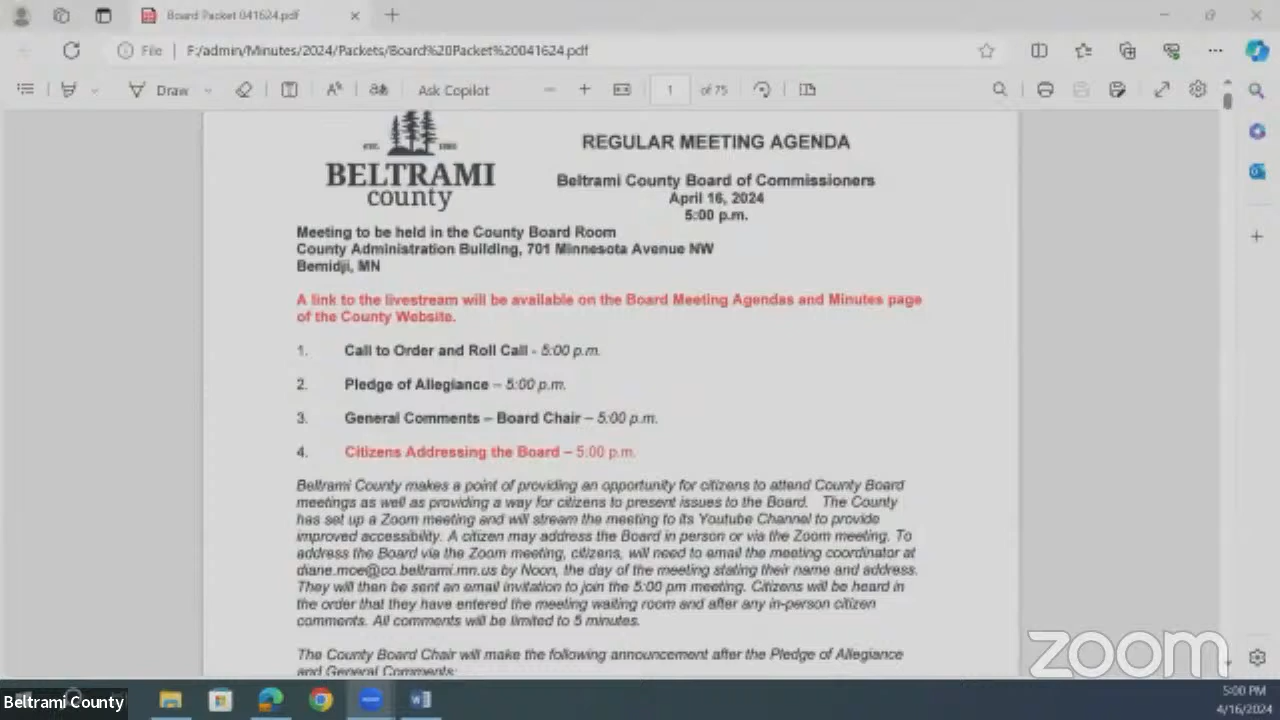 Board Packet 041624.pdf
File
F:/admin/Minutes/2024/Packets/Board%20Packet%20041624.pdf
Draw
Ask Copilot
1
of 75
BELTRAMI
county
REGULAR MEETING AGENDA
Beltrami County Board of Commissioners
April 16, 2024
5:00 p.m.
Meeting to be held in the County Board Room
County Administration Building, 701 Minnesota Avenue NW
Bemidji, MN
A link to the livestream will be available on the Board Meeting Agendas and Minutes page
of the County Website.
1. Call to Order and Roll Call - 5:00 p.m.
2. Pledge of Allegiance – 5:00 p.m.
3. General Comments – Board Chair – 5:00 p.m.
4. Citizens Addressing the Board – 5:00 p.m.
Beltrami County makes a point of providing an opportunity for citizens to attend County Board
meetings as well as providing a way for citizens to present issues to the Board. The County
has set up a Zoom meeting and will stream the meeting to its Youtube Channel to provide
improved accessibility. A citizen may address the Board in person or via the Zoom meeting. To
address the Board via the Zoom meeting, citizens, will need to email the meeting coordinator at
diane.moe@co.beltrami.mn.us by Noon, the day of the meeting stating their name and address.
They will then be sent an email invitation to join the 5:00 pm meeting. Citizens will be heard in
the order that they have entered the meeting waiting room and after any in-person citizen
comments. All comments will be limited to 5 minutes.
The County Board Chair will make the following announcement after the Pledge of Allegiance
and General Comments:
zoom
Beltrami County
5:00 PM
4/16/2024